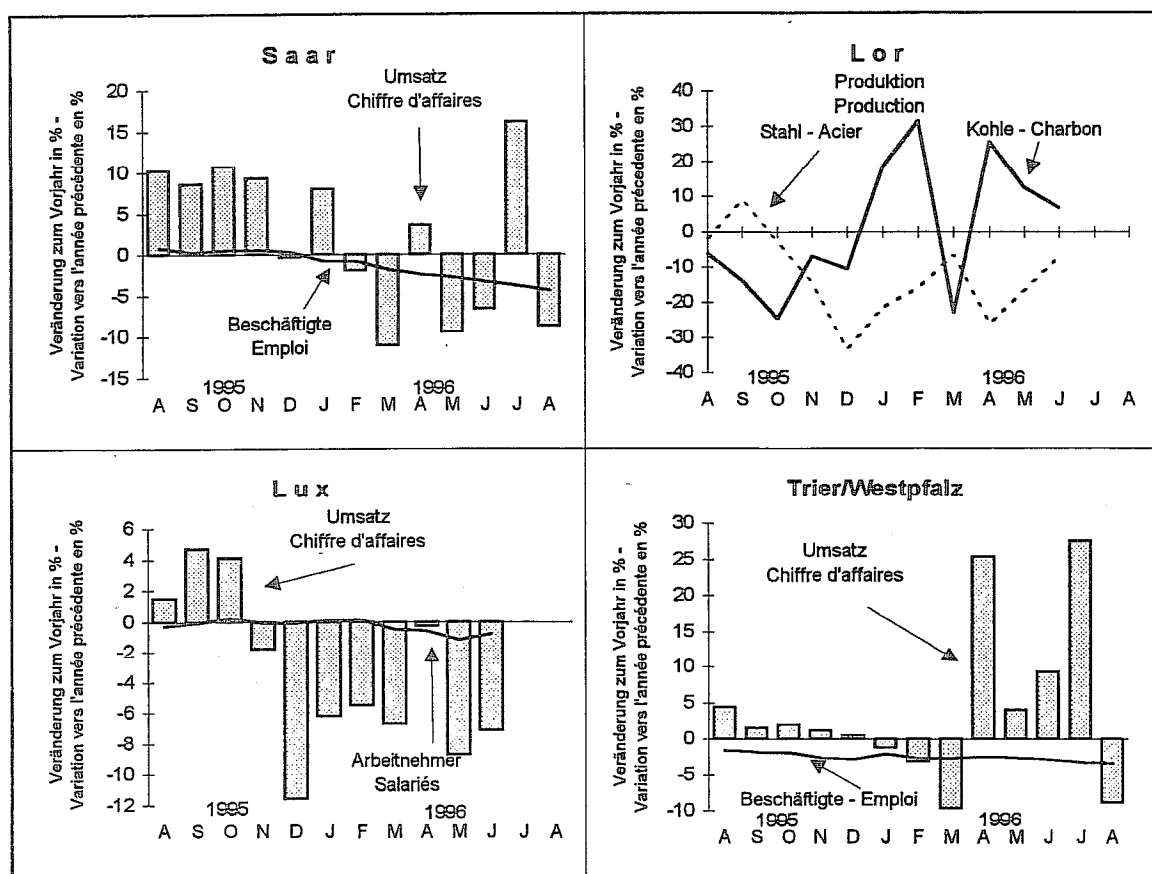 Saar
Veränderung zum Vorjahr in % -
Variation vers l'année précédente en %
20
15
10
5
0
-5
-10
-15
Umsatz
Chiffre d'affaires
Beschäftigte
Emploi
1995
1996
A S O N D J F M A M J J A
Lor
Produktion
Production
Veränderung zum Vorjahr in % -
Variation vers l'année précédente en %
40
30
20
10
0
-10
-20
-30
-40
Stahl - Acier
Kohle - Charbon
1995
1996
A S O N D J F M A M J J A
Lux
Veränderung zum Vorjahr in % -
Variation vers l'année précédente en %
6
4
2
0
-2
-4
-6
-8
-10
-12
Umsatz
Chiffre d'affaires
Arbeitnehmer
Salariés
1995
1996
A S O N D J F M A M J J A
Trier/Westpfalz
Veränderung zum Vorjahr in % -
Variation vers l'année précédente en %
30
25
20
15
10
5
0
-5
-10
Umsatz
Chiffre d'affaires
Beschäftigte - Emploi
1995
1996
A S O N D J F M A M J J A